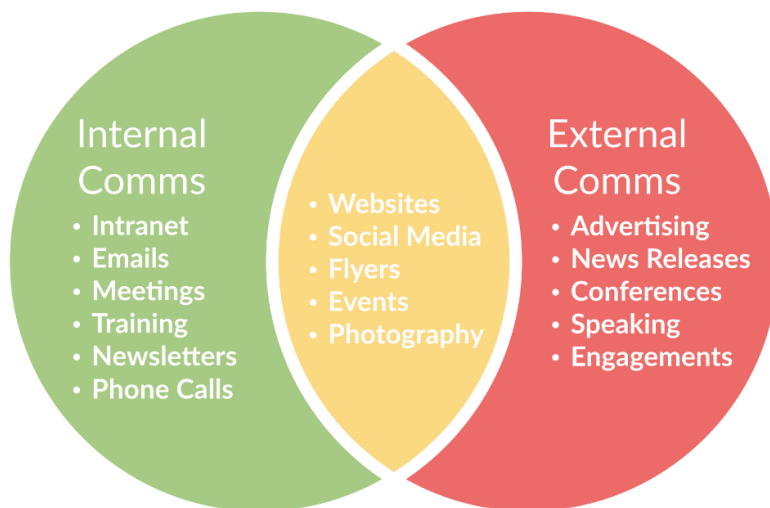 Internal
Comms
• Intranet
• Emails
• Meetings
• Training
• Newsletters
• Phone Calls
• Websites
• Social Media
• Flyers
• Events
• Photography
External
Comms
• Advertising
• News Releases
• Conferences
• Speaking
• Engagements